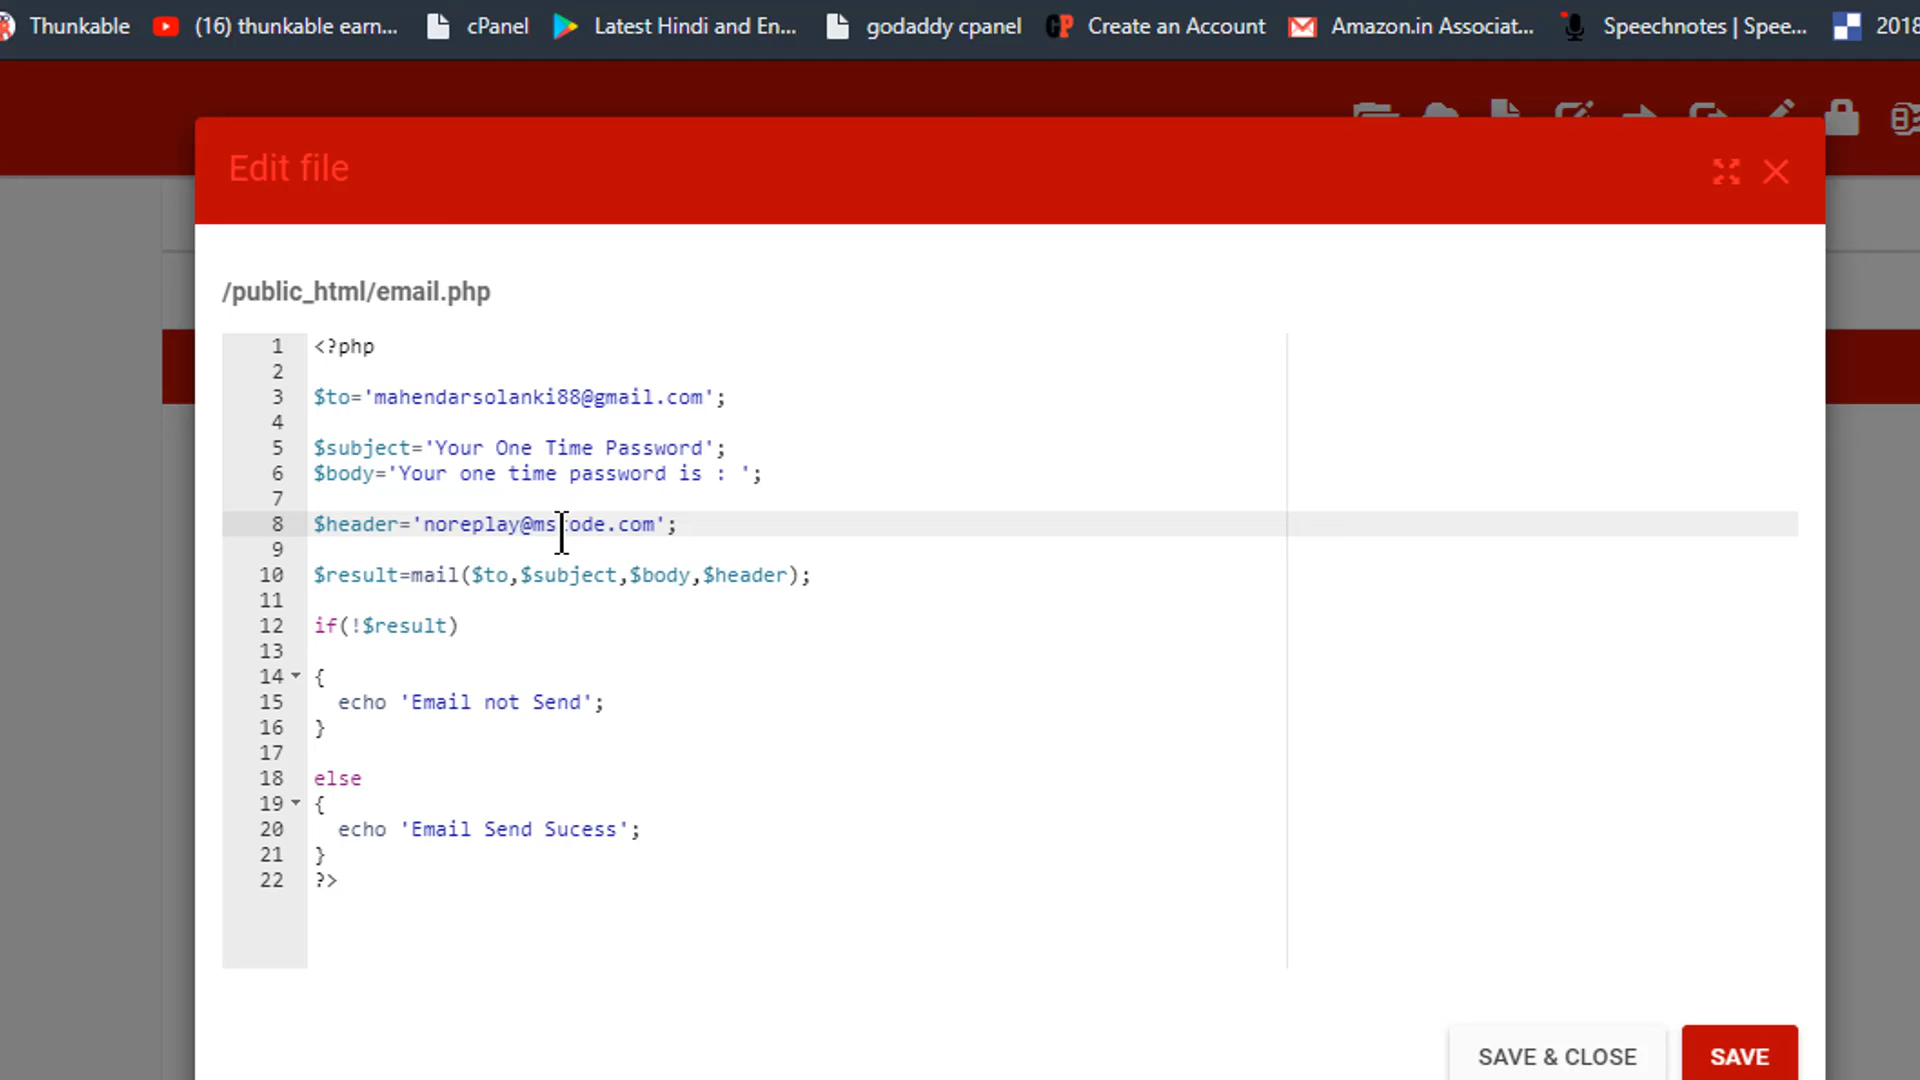 Thunkable (16) thunkable earn... cPanel Latest Hindi and En... godaddy cpanel Create an Account Amazon.in Associat... Speechnotes | Spee... 2018
Edit file
/public_html/email.php
1 <?php
2
3 $to='mahendarsolanki88@gmail.com';
4
5 $subject='Your One Time Password';
6 $body='Your one time password is : ';
7
8 $header='noreplay@mscode.com';
9
10 $result=mail($to,$subject,$body,$header);
11
12 if(!$result)
13
14 {
15 echo 'Email not Send';
16 }
17
18 else
19 {
20 echo 'Email Send Sucess';
21 }
22 ?>
SAVE & CLOSE SAVE